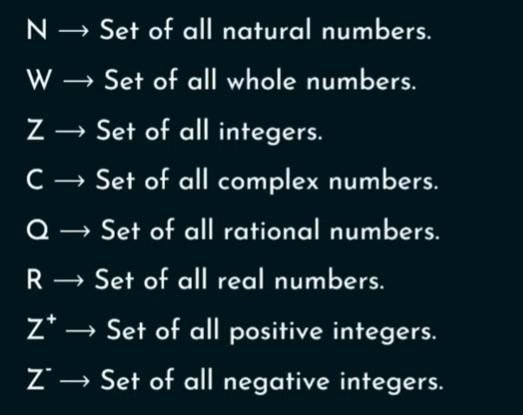 N → Set of all natural numbers.
W → Set of all whole numbers.
Z → Set of all integers.
C → Set of all complex numbers.
Q → Set of all rational numbers.
R → Set of all real numbers.
Z⁺ → Set of all positive integers.
Z⁻ → Set of all negative integers.